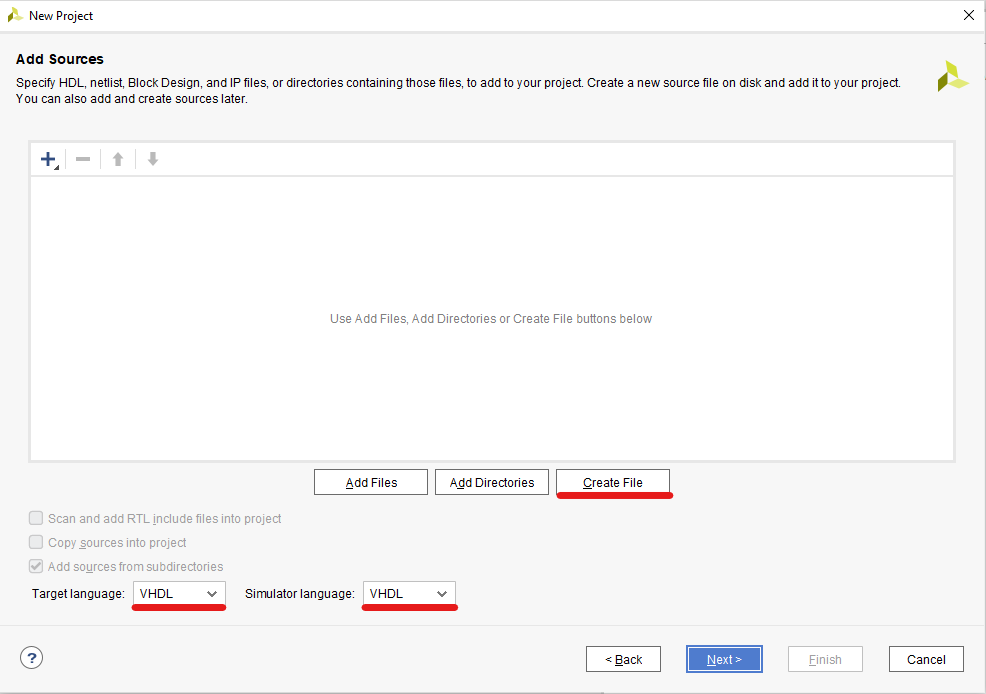 New Project
Add Sources
Specify HDL, netlist, Block Design, and IP files, or directories containing those files, to add to your project. Create a new source file on disk and add it to your project.
You can also add and create sources later.
Use Add Files, Add Directories or Create File buttons below
Add Files Add Directories Create File
Scan and add RTL include files into project
Copy sources into project
Add sources from subdirectories
Target language: VHDL Simulator language: VHDL
? < Back Next > Finish Cancel